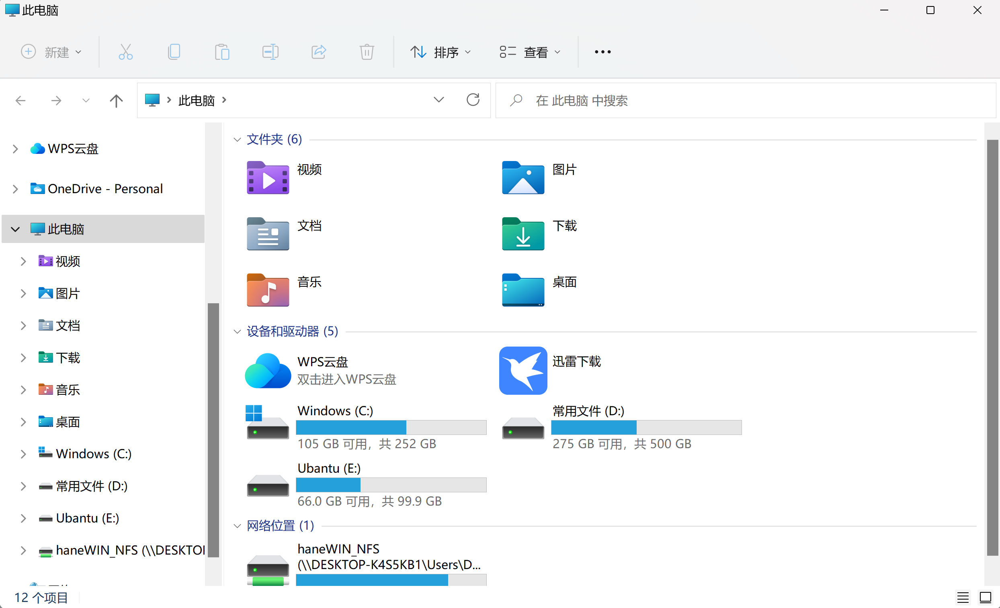 此电脑
新建
排序
查看
此电脑
在 此电脑 中搜索
WPS云盘
OneDrive - Personal
此电脑
视频
图片
文档
下载
音乐
桌面
Windows (C:)
常用文件 (D:)
Ubantu (E:)
haneWIN_NFS (\\DESKTO
文件夹 (6)
视频
图片
文档
下载
音乐
桌面
设备和驱动器 (5)
WPS云盘
双击进入WPS云盘
迅雷下载
Windows (C:)
105 GB 可用，共 252 GB
常用文件 (D:)
275 GB 可用，共 500 GB
Ubantu (E:)
66.0 GB 可用，共 99.9 GB
网络位置 (1)
haneWIN_NFS
(\\DESKTOP-K4S5KB1\Users\D...
12 个项目